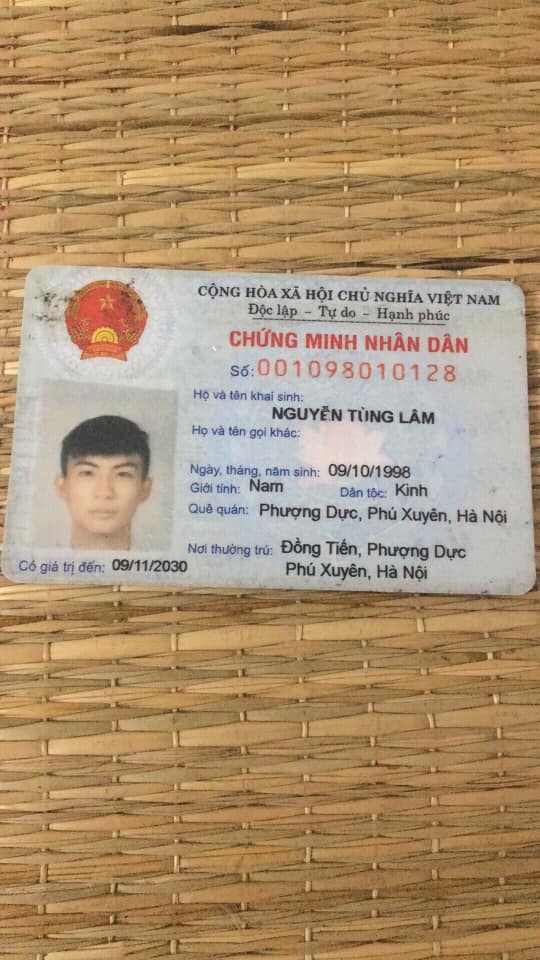 CỘNG HÒA XÃ HỘI CHỦ NGHĨA VIỆT NAM
Độc lập - Tự do - Hạnh phúc
CHỨNG MINH NHÂN DÂN
Số: 001098010128
Họ và tên khai sinh:
NGUYỄN TÙNG LÂM
Họ và tên gọi khác:
Ngày, tháng, năm sinh: 09/10/1998
Giới tính: Nam Dân tộc: Kinh
Quê quán: Phượng Dực, Phú Xuyên, Hà Nội
Nơi thường trú: Đồng Tiến, Phượng Dực
Phú Xuyên, Hà Nội
Có giá trị đến: 09/11/2030